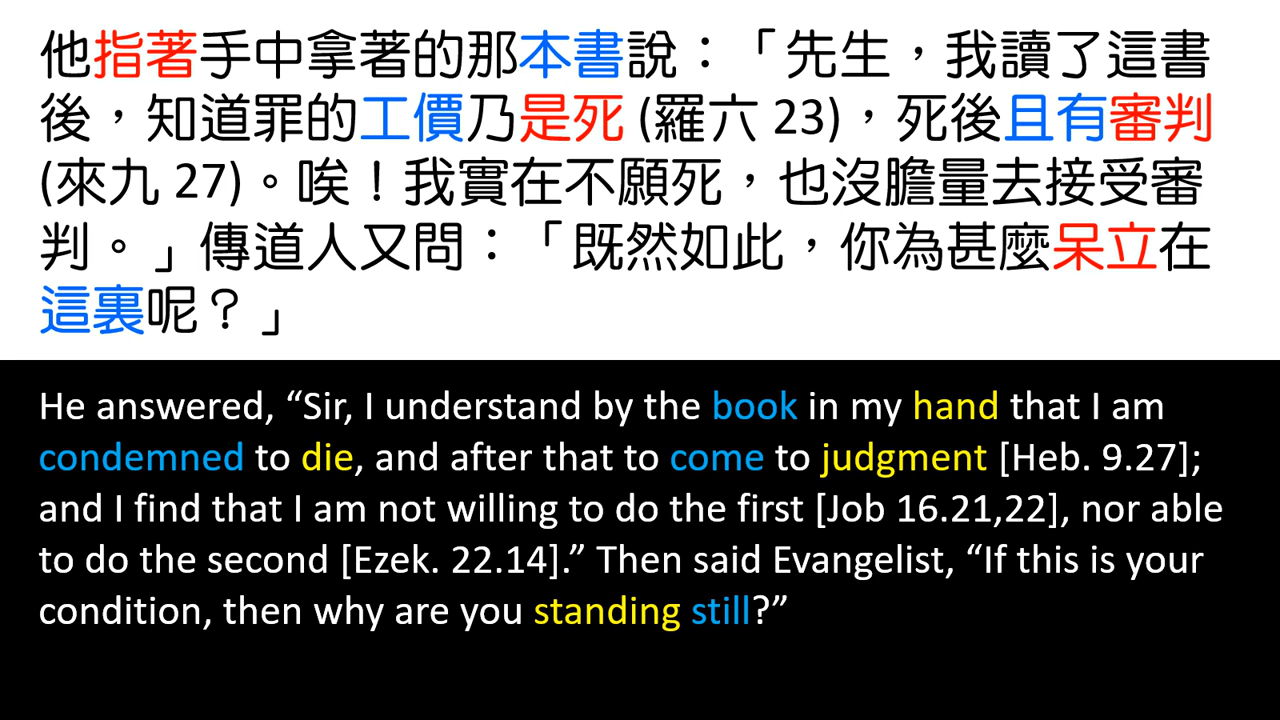 他指著手中拿著的那本書說：「先生，我讀了這書
後，知道罪的工價乃是死 (羅六 23)，死後且有審判
(來九 27)。唉！我實在不願死，也沒膽量去接受審
判。」傳道人又問：「既然如此，你為甚麼呆立在
這裏呢？」
He answered, “Sir, I understand by the book in my hand that I am
condemned to die, and after that to come to judgment [Heb. 9.27];
and I find that I am not willing to do the first [Job 16.21,22], nor able
to do the second [Ezek. 22.14].” Then said Evangelist, “If this is your
condition, then why are you standing still?”